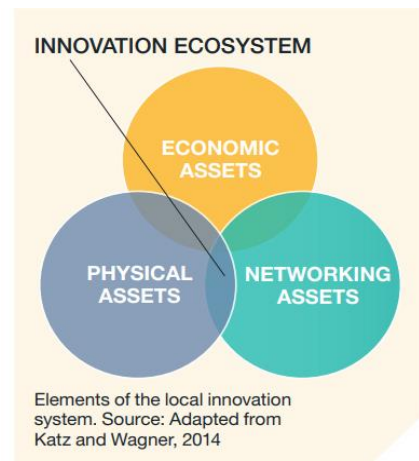 INNOVATION ECOSYSTEM
ECONOMIC
ASSETS
PHYSICAL
ASSETS
NETWORKING
ASSETS
Elements of the local innovation
system. Source: Adapted from
Katz and Wagner, 2014